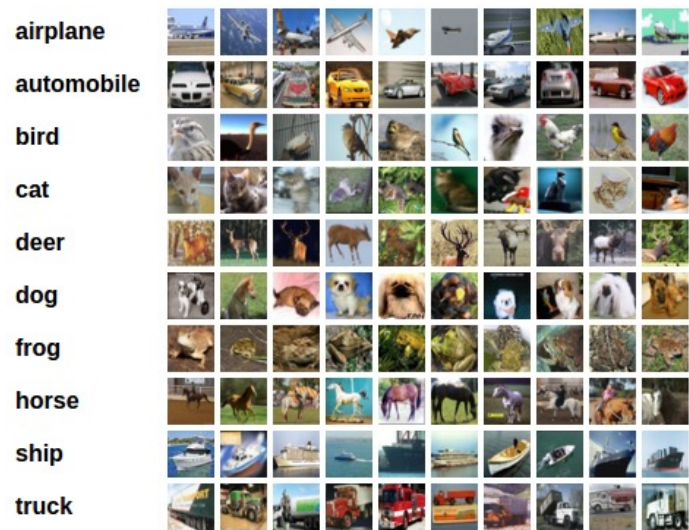 airplane
automobile
bird
cat
deer
dog
frog
horse
ship
truck